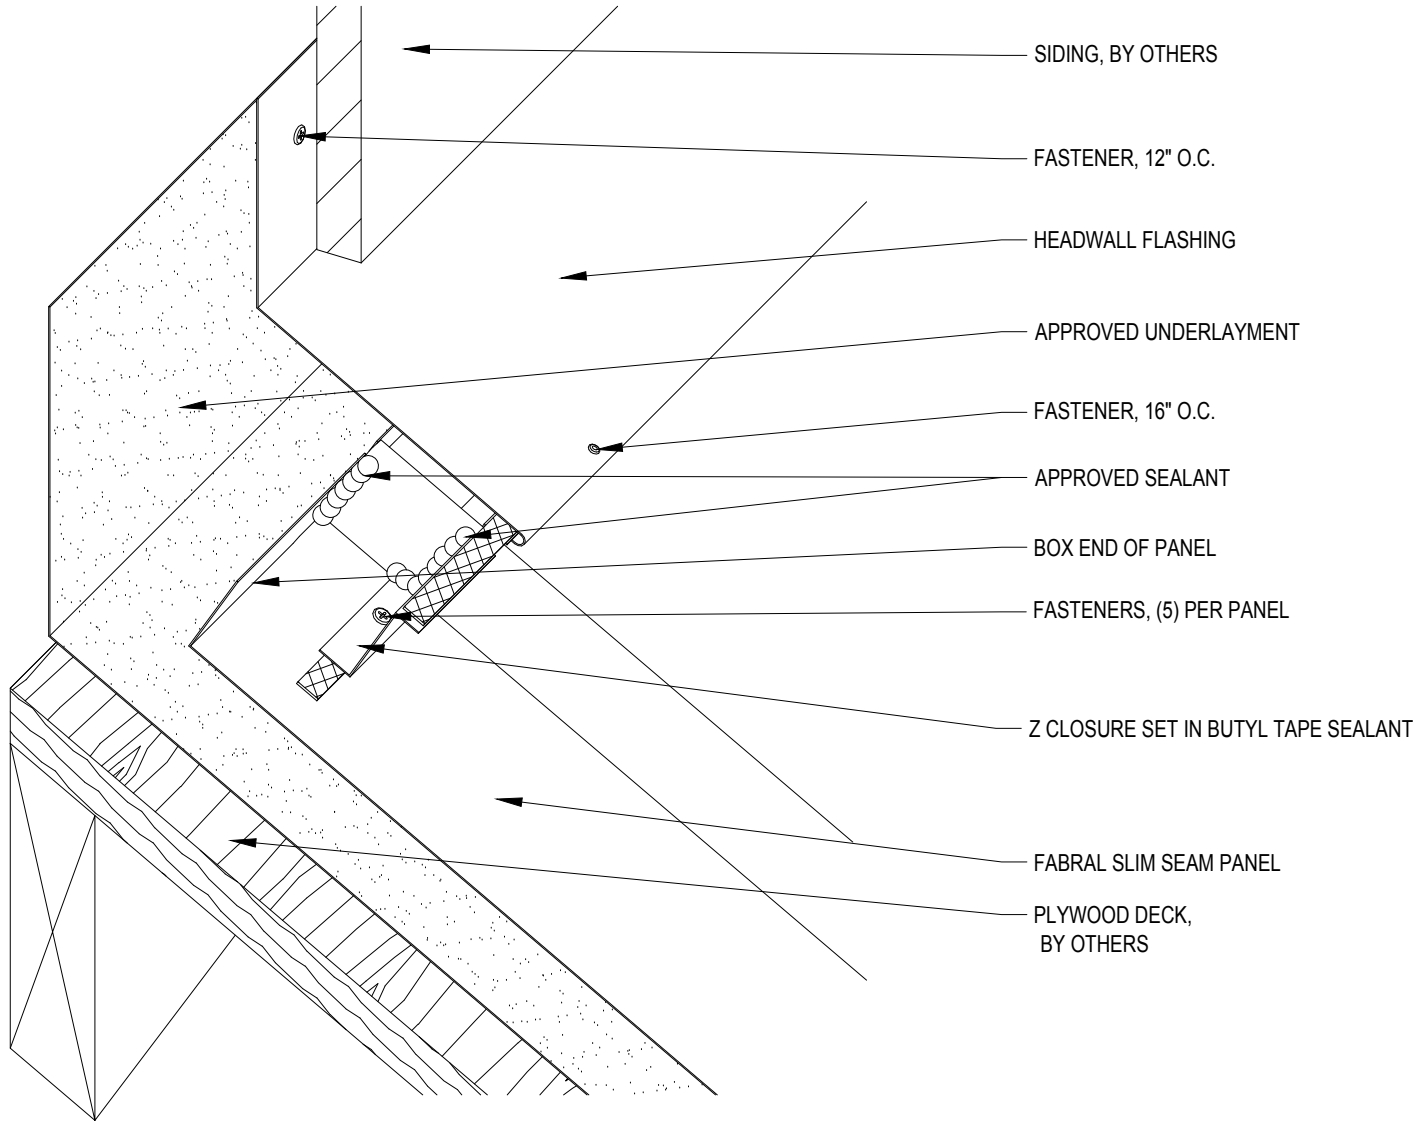 SIDING, BY OTHERS
FASTENER, 12" O.C.
HEADWALL FLASHING
APPROVED UNDERLAYMENT
FASTENER, 16" O.C.
APPROVED SEALANT
BOX END OF PANEL
FASTENERS, (5) PER PANEL
Z CLOSURE SET IN BUTYL TAPE SEALANT
FABRAL SLIM SEAM PANEL
PLYWOOD DECK,
BY OTHERS